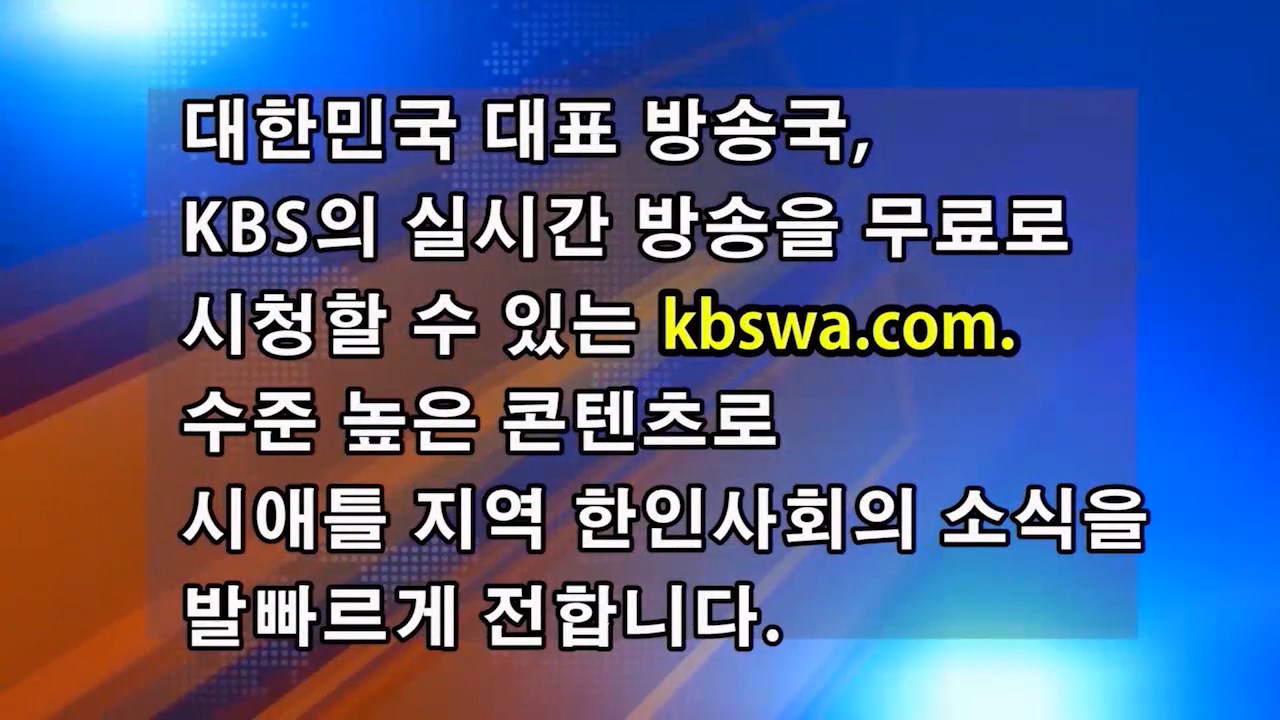 대한민국 대표 방송국,
KBS의 실시간 방송을 무료로
시청할 수 있는 kbswa.com.
수준 높은 콘텐츠로
시애틀 지역 한인사회의 소식을
발빠르게 전합니다.